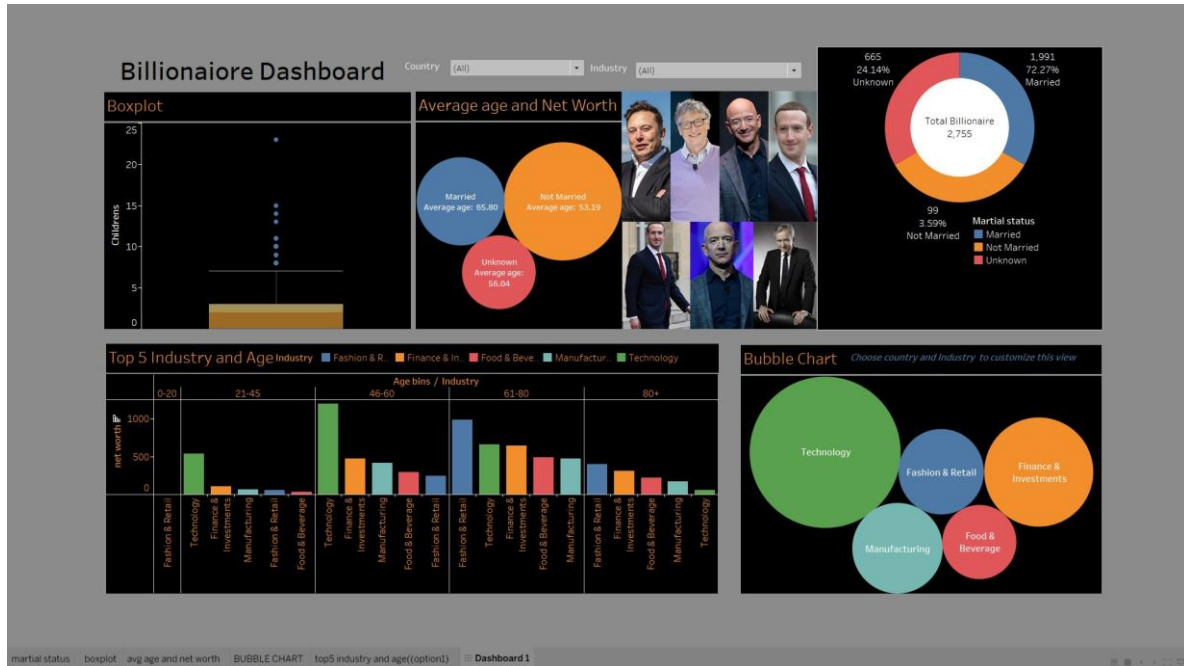 Billionaiore Dashboard
Country
(All)
Industry
(All)
Boxplot
Childrens
25
20
15
10
5
0
Average age and Net Worth
Married
Average age: 65.80
Not Married
Average age: 53.19
Unknown
Average age:
56.04
665
24.14%
Unknown
1,991
72.27%
Married
Total Billionaire
2,755
99
3.59%
Not Married
Martial status
Married
Not Married
Unknown
Top 5 Industry and Age
Industry
Fashion & R..
Finance & In..
Food & Beve..
Manufactur..
Technology
Age bins / Industry
0-20
21-45
46-60
61-80
80+
net worth
1000
500
0
Fashion & Retail
Technology
Finance &
Investments
Manufacturing
Fashion & Retail
Food & Beverage
Technology
Finance &
Investments
Manufacturing
Food & Beverage
Fashion & Retail
Fashion & Retail
Technology
Finance &
Investments
Food & Beverage
Manufacturing
Fashion & Retail
Finance &
Investments
Food & Beverage
Manufacturing
Technology
Bubble Chart
Choose country and Industry to customize this view
Technology
Fashion & Retail
Finance &
Investments
Manufacturing
Food &
Beverage
martial status
boxplot
avg age and net worth
BUBBLE CHART
top5 industry and age((option1)
Dashboard 1